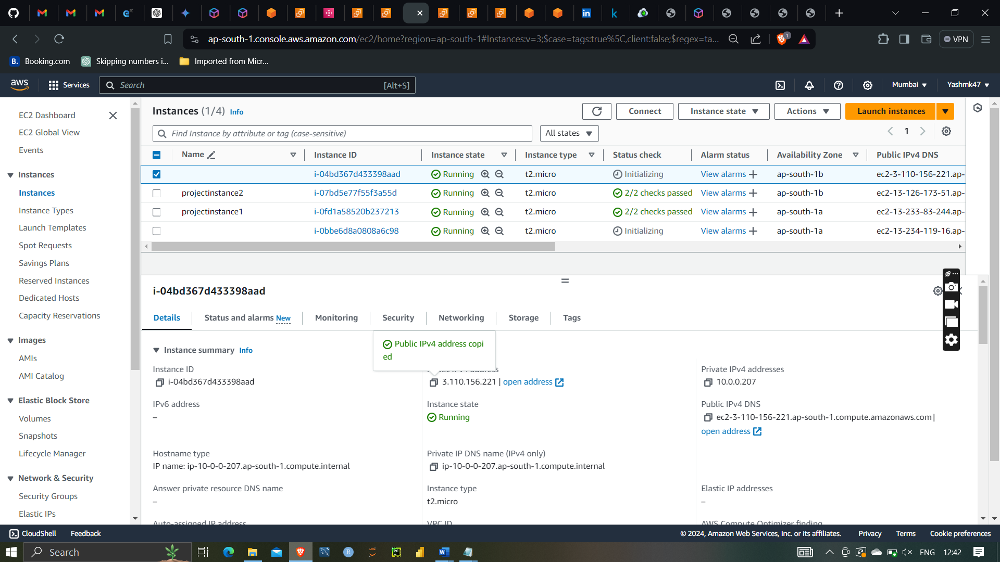 ap-south-1.console.aws.amazon.com/ec2/home?region=ap-south-1#Instances:v=3;$case=tags:true%5C,client:false;$regex=ta...
1
VPN
B. Booking.com
Skipping numbers i...
Imported from Micr...
aws
Services
Search
[Alt+S]
Mumbai
Yashmk47
EC2 Dashboard
EC2 Global View
Events
Instances
Instances
Instance Types
Launch Templates
Spot Requests
Savings Plans
Reserved Instances
Dedicated Hosts
Capacity Reservations
Images
AMIs
AMI Catalog
Elastic Block Store
Volumes
Snapshots
Lifecycle Manager
Network & Security
Security Groups
Elastic IPs
Instances (1/4) Info
Connect
Instance state
Actions
Launch instances
Find Instance by attribute or tag (case-sensitive)
All states
1
Name Instance ID Instance state Instance type Status check Alarm status Availability Zone Public IPv4 DNS
i-04bd367d433398aad Running t2.micro Initializing View alarms ap-south-1b ec2-3-110-156-221.ap-
projectinstance2 i-07bd5e77f55f3a55d Running t2.micro 2/2 checks passed View alarms ap-south-1b ec2-13-126-173-51.ap-
projectinstance1 i-0fd1a58520b237213 Running t2.micro 2/2 checks passed View alarms ap-south-1a ec2-13-233-83-244.ap-
i-0bbe6d8a0808a6c98 Running t2.micro Initializing View alarms ap-south-1a ec2-13-234-119-16.ap-
i-04bd367d433398aad
Details
Status and alarms New
Monitoring
Security
Networking
Storage
Tags
Public IPv4 address copi
ed
Instance summary Info
Instance ID
i-04bd367d433398aad
3.110.156.221 | open address
Private IPv4 addresses
10.0.0.207
IPv6 address
–
Instance state
Running
Public IPv4 DNS
ec2-3-110-156-221.ap-south-1.compute.amazonaws.com |
open address
Hostname type
IP name: ip-10-0-0-207.ap-south-1.compute.internal
Private IP DNS name (IPv4 only)
ip-10-0-0-207.ap-south-1.compute.internal
Answer private resource DNS name
–
Instance type
t2.micro
Elastic IP addresses
–
Auto-assigned IP address
VPC ID
AWS Compute Optimizer finding
CloudShell
Feedback
© 2024, Amazon Web Services, Inc. or its affiliates.
Privacy
Terms
Cookie preferences
Search
ENG
12:42